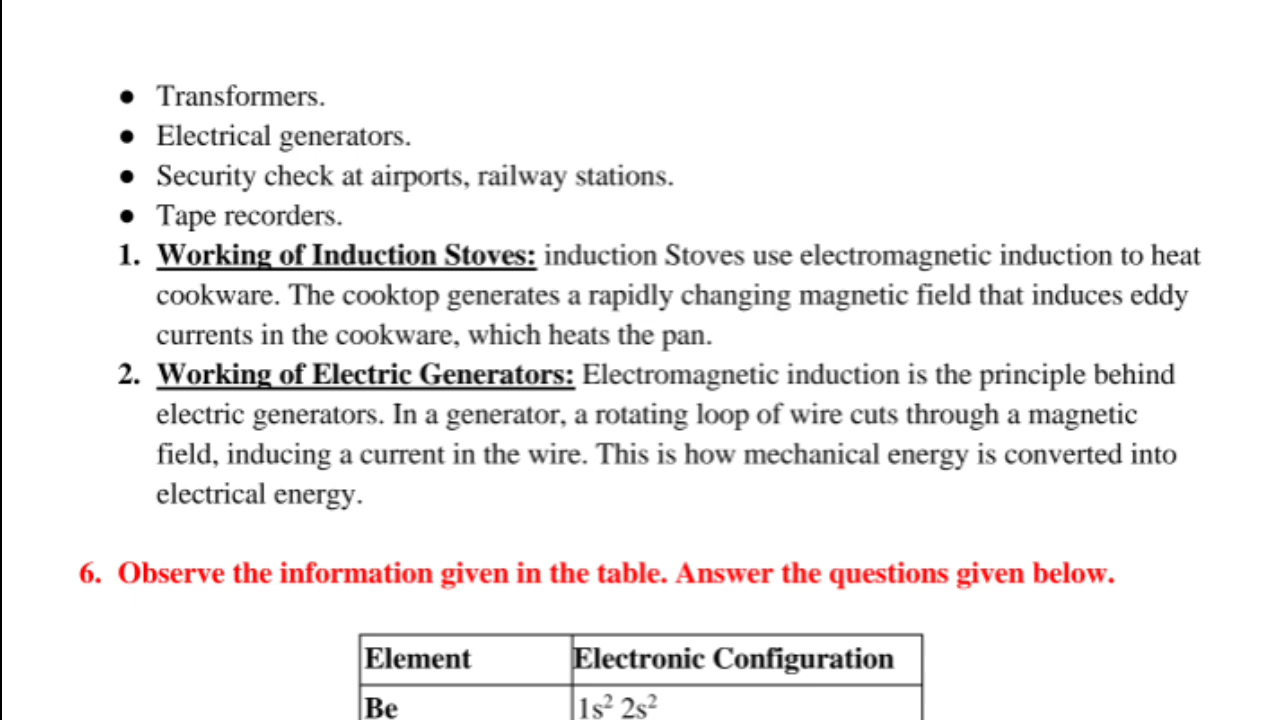 ● Transformers.
● Electrical generators.
● Security check at airports, railway stations.
● Tape recorders.
1. Working of Induction Stoves: induction Stoves use electromagnetic induction to heat
cookware. The cooktop generates a rapidly changing magnetic field that induces eddy
currents in the cookware, which heats the pan.
2. Working of Electric Generators: Electromagnetic induction is the principle behind
electric generators. In a generator, a rotating loop of wire cuts through a magnetic
field, inducing a current in the wire. This is how mechanical energy is converted into
electrical energy.
6. Observe the information given in the table. Answer the questions given below.
Element Electronic Configuration
Be 1s² 2s²